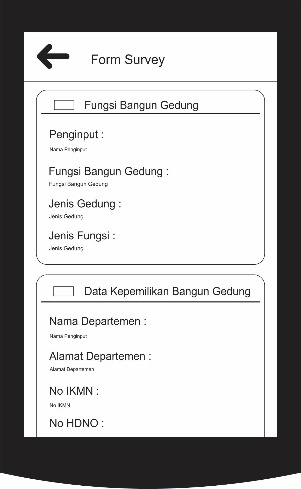 Form Survey
Fungsi Bangun Gedung
Penginput :
Nama Penginput
Fungsi Bangun Gedung :
Fungsi Bangun Gedung
Jenis Gedung :
Jenis Gedung
Jenis Fungsi :
Jenis Gedung
Data Kepemilikan Bangun Gedung
Nama Departemen :
Nama Penginput
Alamat Departemen :
Alamat Departemen
No IKMN :
No IKMN
No HDNO :